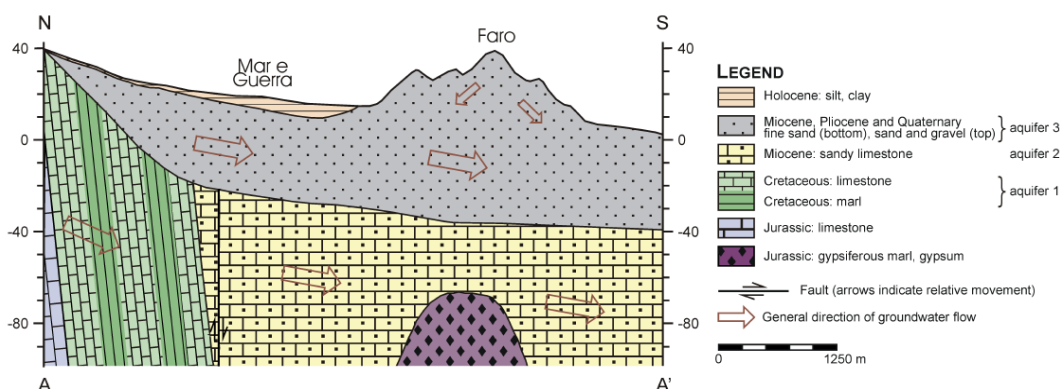 N
S
Faro
Mar e
Guerra
40
0
-40
-80
40
0
-40
-80
A
A'
LEGEND
Holocene: silt, clay
Miocene, Pliocene and Quaternary
fine sand (bottom), sand and gravel (top)
aquifer 3
Miocene: sandy limestone
aquifer 2
Cretaceous: limestone
aquifer 1
Cretaceous: marl
Jurassic: limestone
Jurassic: gypsiferous marl, gypsum
Fault (arrows indicate relative movement)
General direction of groundwater flow
0
1250 m